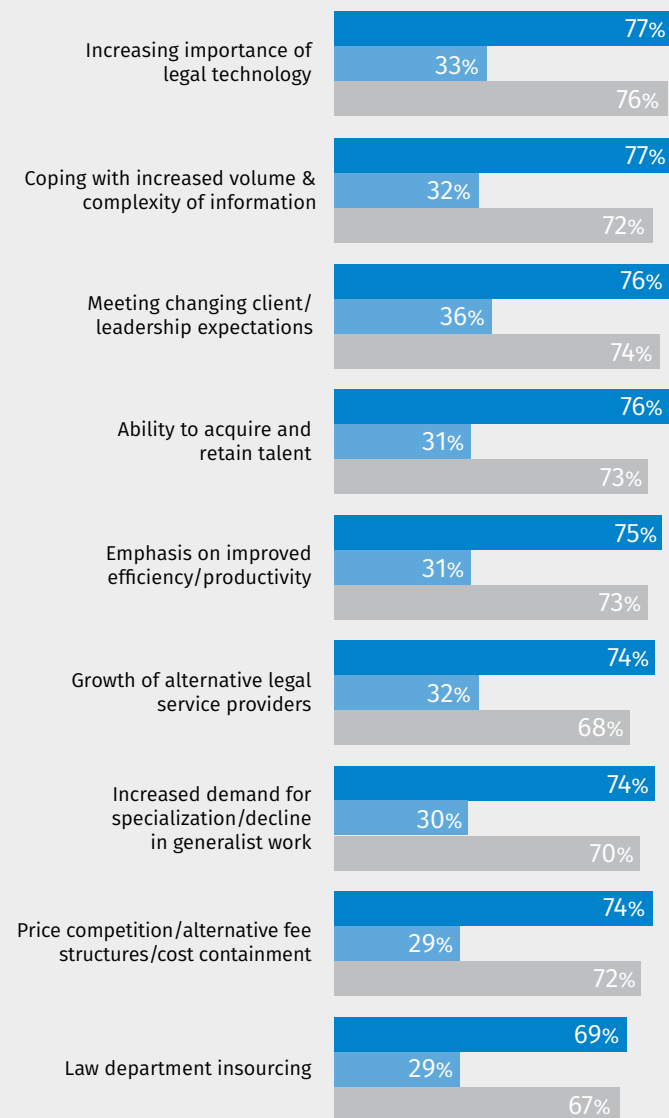 Increasing importance of
legal technology
77%
33%
76%
Coping with increased volume &
complexity of information
77%
32%
72%
Meeting changing client/
leadership expectations
76%
36%
74%
Ability to acquire and
retain talent
76%
31%
73%
Emphasis on improved
efficiency/productivity
75%
31%
73%
Growth of alternative legal
service providers
74%
32%
68%
Increased demand for
specialization/decline
in generalist work
74%
30%
70%
Price competition/alternative fee
structures/cost containment
74%
29%
72%
Law department insourcing
69%
29%
67%